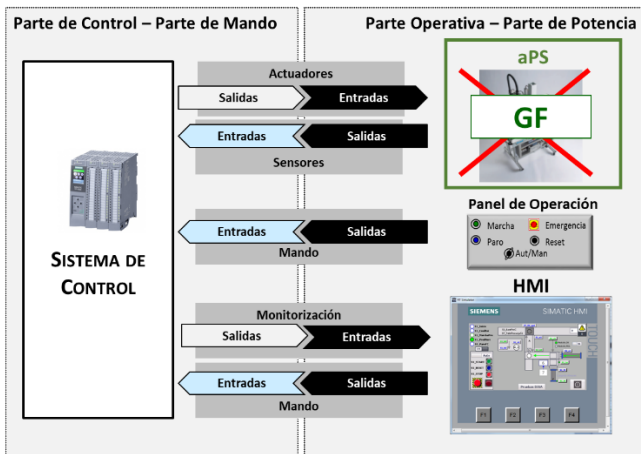 Parte de Control – Parte de Mando
Parte Operativa – Parte de Potencia
Actuadores
Salidas
Entradas
Entradas
Salidas
Sensores
Entradas
Salidas
Mando
Monitorización
Salidas
Entradas
Entradas
Salidas
Mando
SISTEMA DE
CONTROL
aPS
GF
Panel de Operación
Marcha
Emergencia
Paro
Reset
Aut/Man
HMI
SIEMENS
SIMATIC HMI
F1
F2
F3
F4